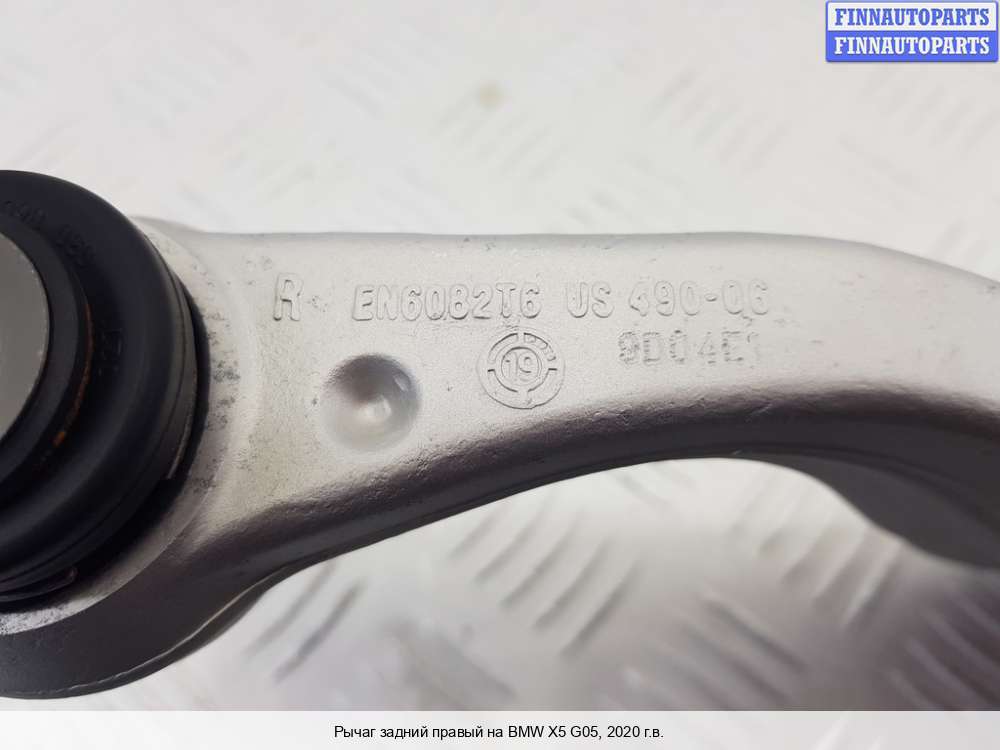 FINNAUTOPARTS
FINNAUTOPARTS
R EN6082T6 US 490-06
19
9D04E1
Рычаг задний правый на BMW X5 G05, 2020 г.в.